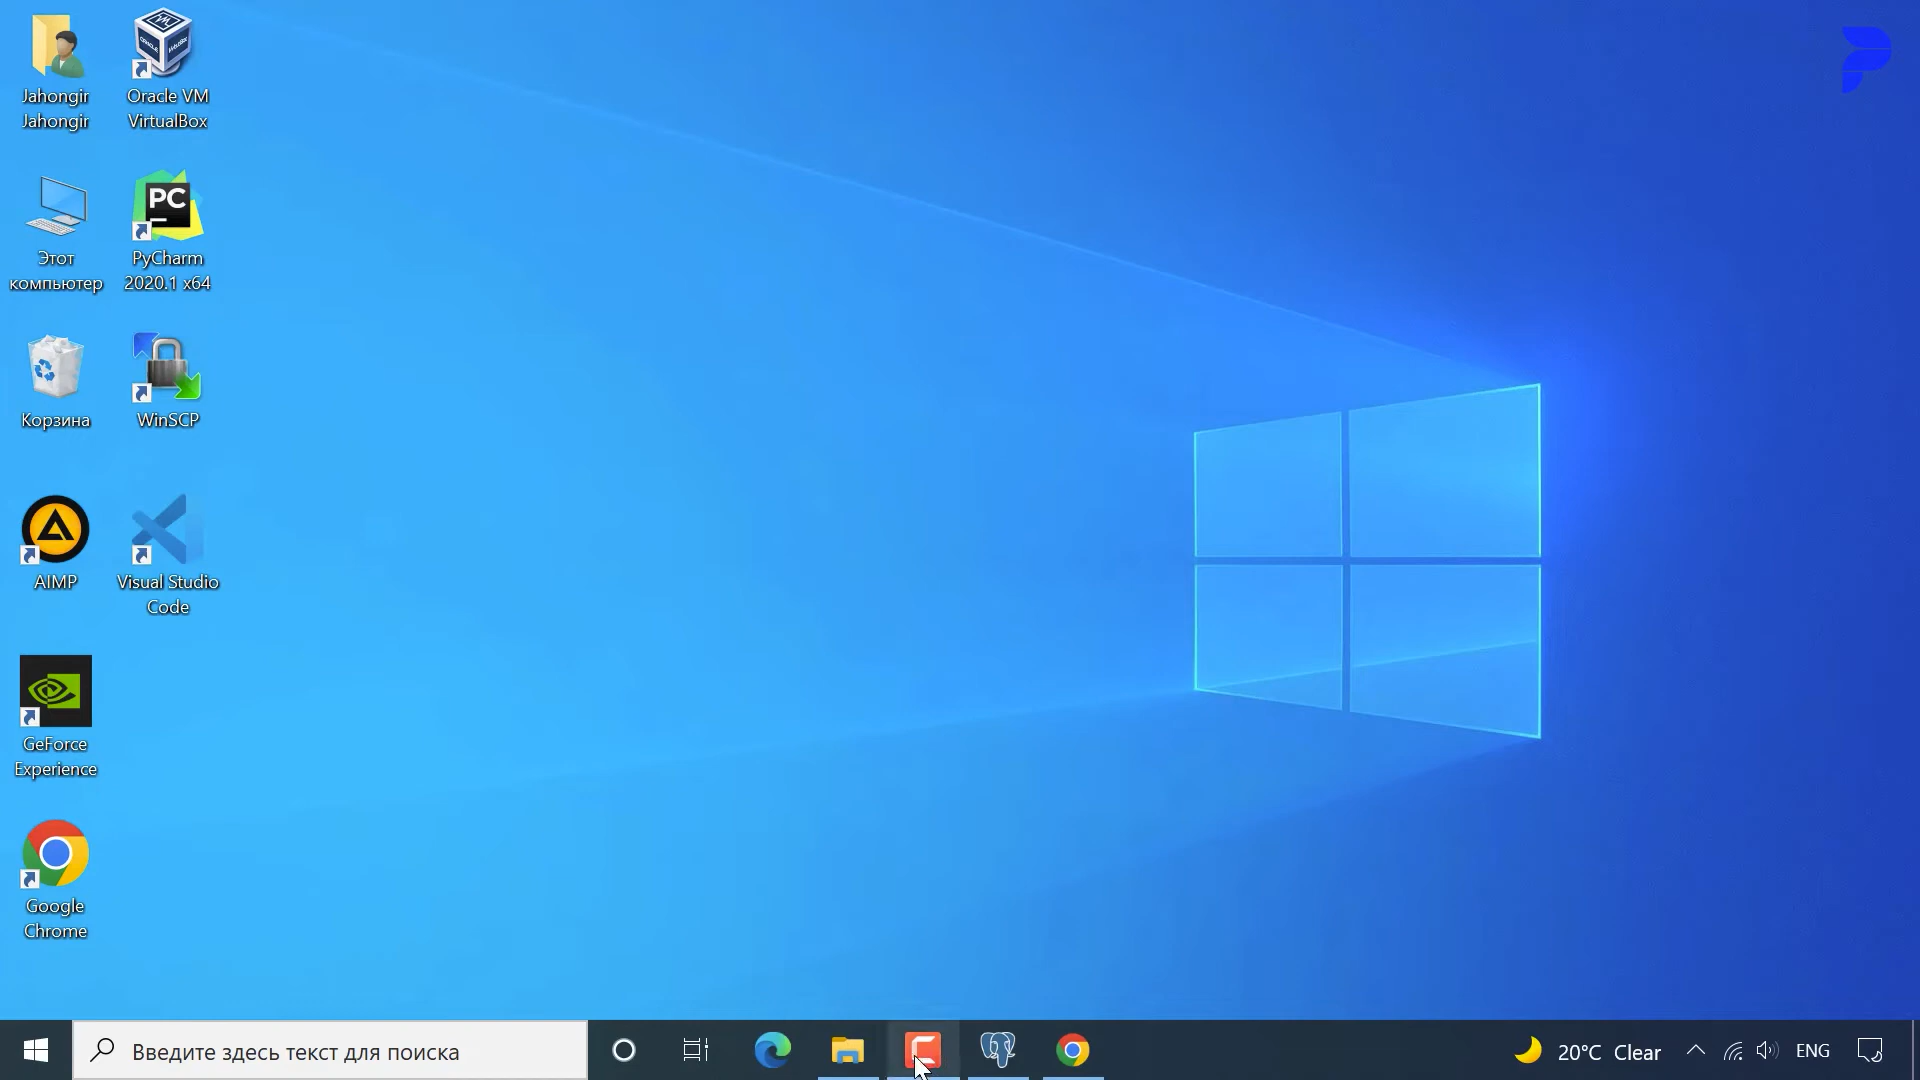 Jahongir
Jahongir
Oracle VM
VirtualBox
Этот
компьютер
PC
PyCharm
2020.1 x64
Корзина
WinSCP
AIMP
Visual Studio
Code
GeForce
Experience
Google
Chrome
Введите здесь текст для поиска
20°C Clear
ENG